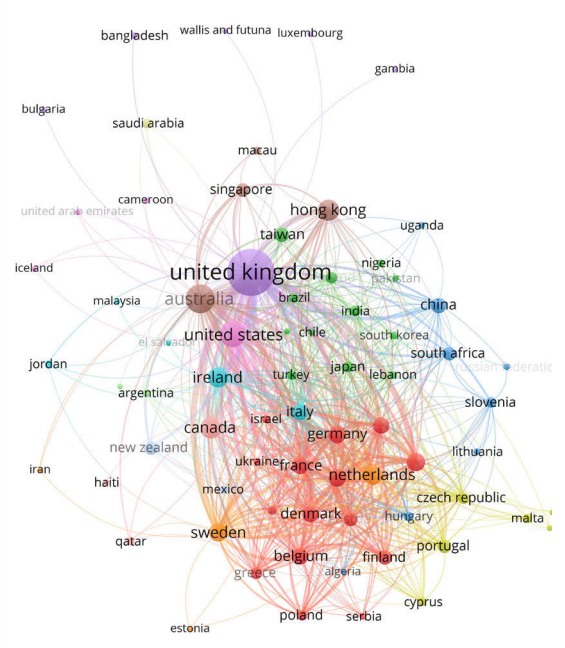 bangladesh
wallis and futuna
luxembourg
gambia
bulgaria
saudi arabia
macau
singapore
cameroon
united arab emirates
hong kong
uganda
taiwan
iceland
united kingdom
nigeria
pakistan
malaysia
australia
brazil
india
china
united states
chile
south korea
el salvador
south africa
jordan
ireland
turkey
japan
lebanon
argentina
slovenia
italy
israel
canada
germany
new zealand
lithuania
iran
ukraine
france
netherlands
haiti
mexico
czech republic
denmark
hungary
malta
sweden
qatar
portugal
belgium
finland
greece
algeria
cyprus
poland
serbia
estonia